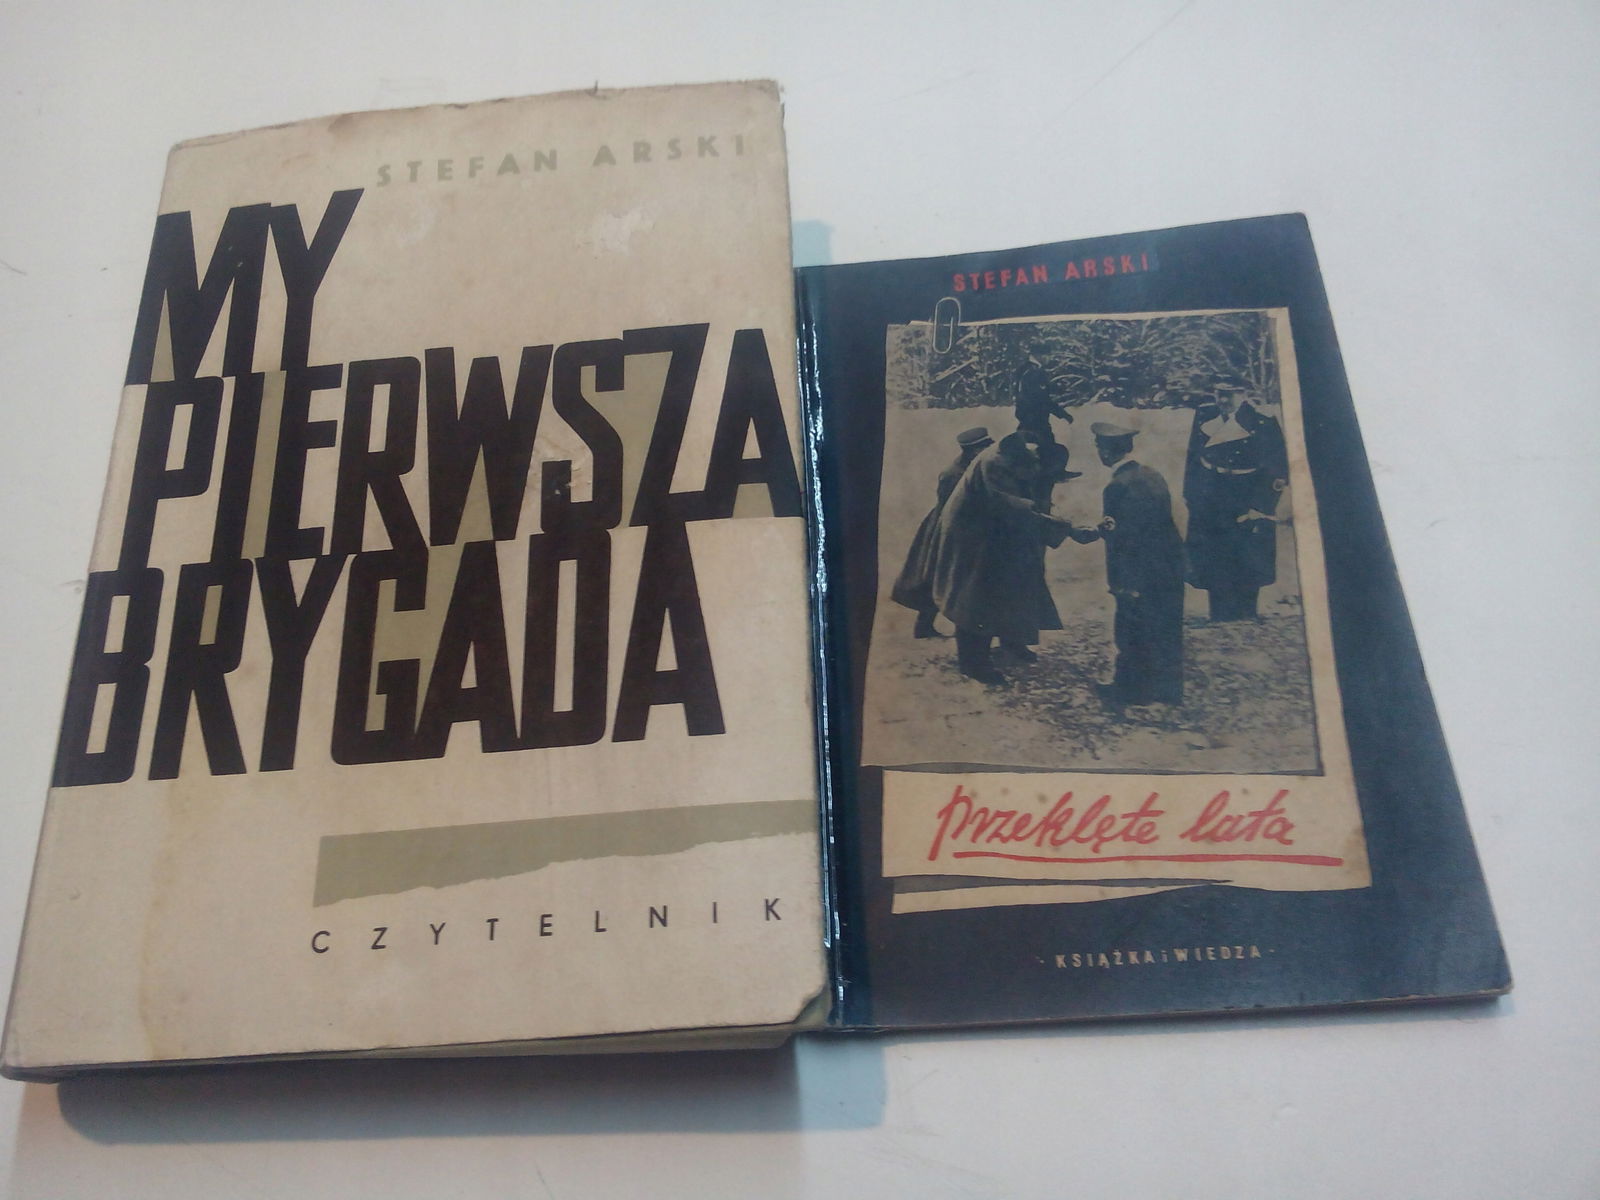 STEFAN ARSKI
MY
PIERWSZA
BRYGADA
CZYTELNIK
STEFAN ARSKI
przeklęte lata
- KSIĄŻKA i WIEDZA -